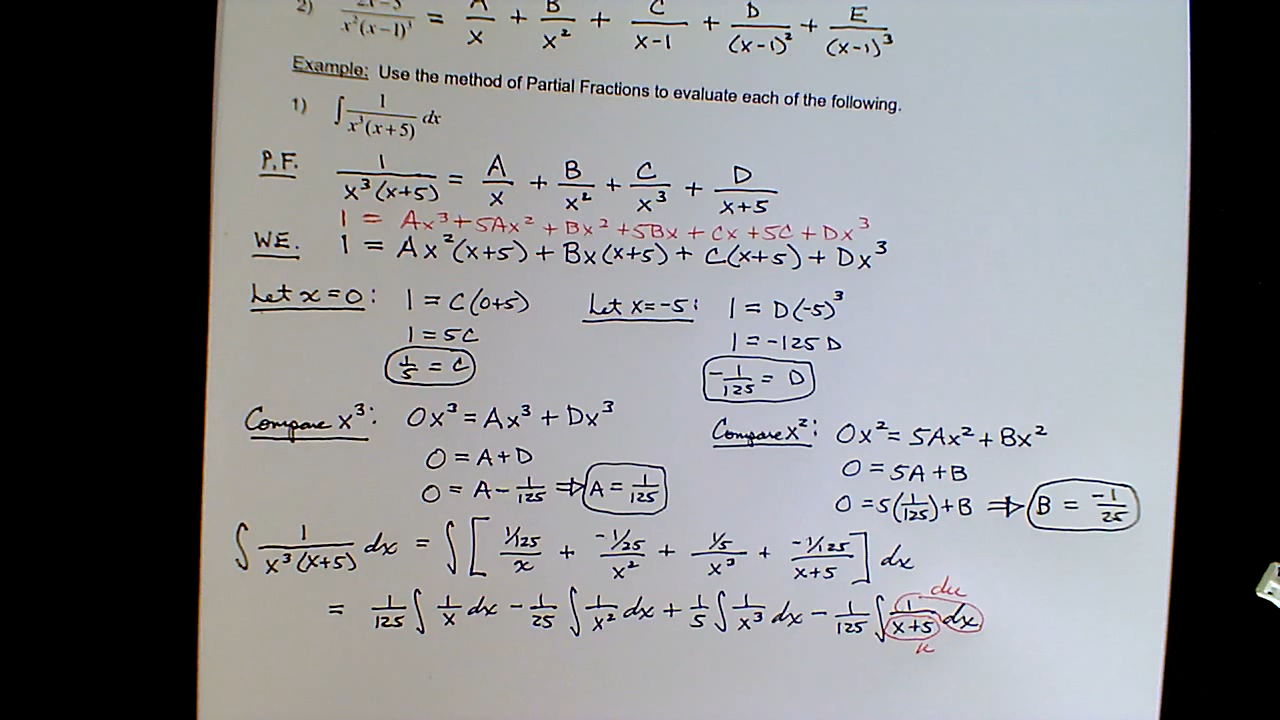 2) 2x-5/x²(x-1)³ = A/x + B/x² + C/x-1 + D/(x-1)² + E/(x-1)³
Example: Use the method of Partial Fractions to evaluate each of the following.
1) ∫ 1/x³(x+5) dx
P.F. 1/x³(x+5) = A/x + B/x² + C/x³ + D/x+5
1 = Ax³ + 5Ax² + Bx² + 5Bx + Cx + 5C + Dx³
WE. 1 = Ax²(x+5) + Bx(x+5) + C(x+5) + Dx³
Let x=0: 1 = C(0+5) Let x=-5: 1 = D(-5)³
1 = 5C 1 = -125D
1/5 = C -1/125 = D
Compare x³: 0x³ = Ax³ + Dx³ Compare x²: 0x² = 5Ax² + Bx²
0 = A+D 0 = 5A+B
0 = A - 1/125 ⇒ A = 1/125 0 = 5(1/125) + B ⇒ B = -1/25
∫ 1/x³(x+5) dx = ∫ [ 1/125/x + -1/25/x² + 1/5/x³ + -1/125/x+5 ] dx
du
= 1/125 ∫ 1/x dx - 1/25 ∫ 1/x² dx + 1/5 ∫ 1/x³ dx - 1/125 ∫ 1/x+5 dx
u